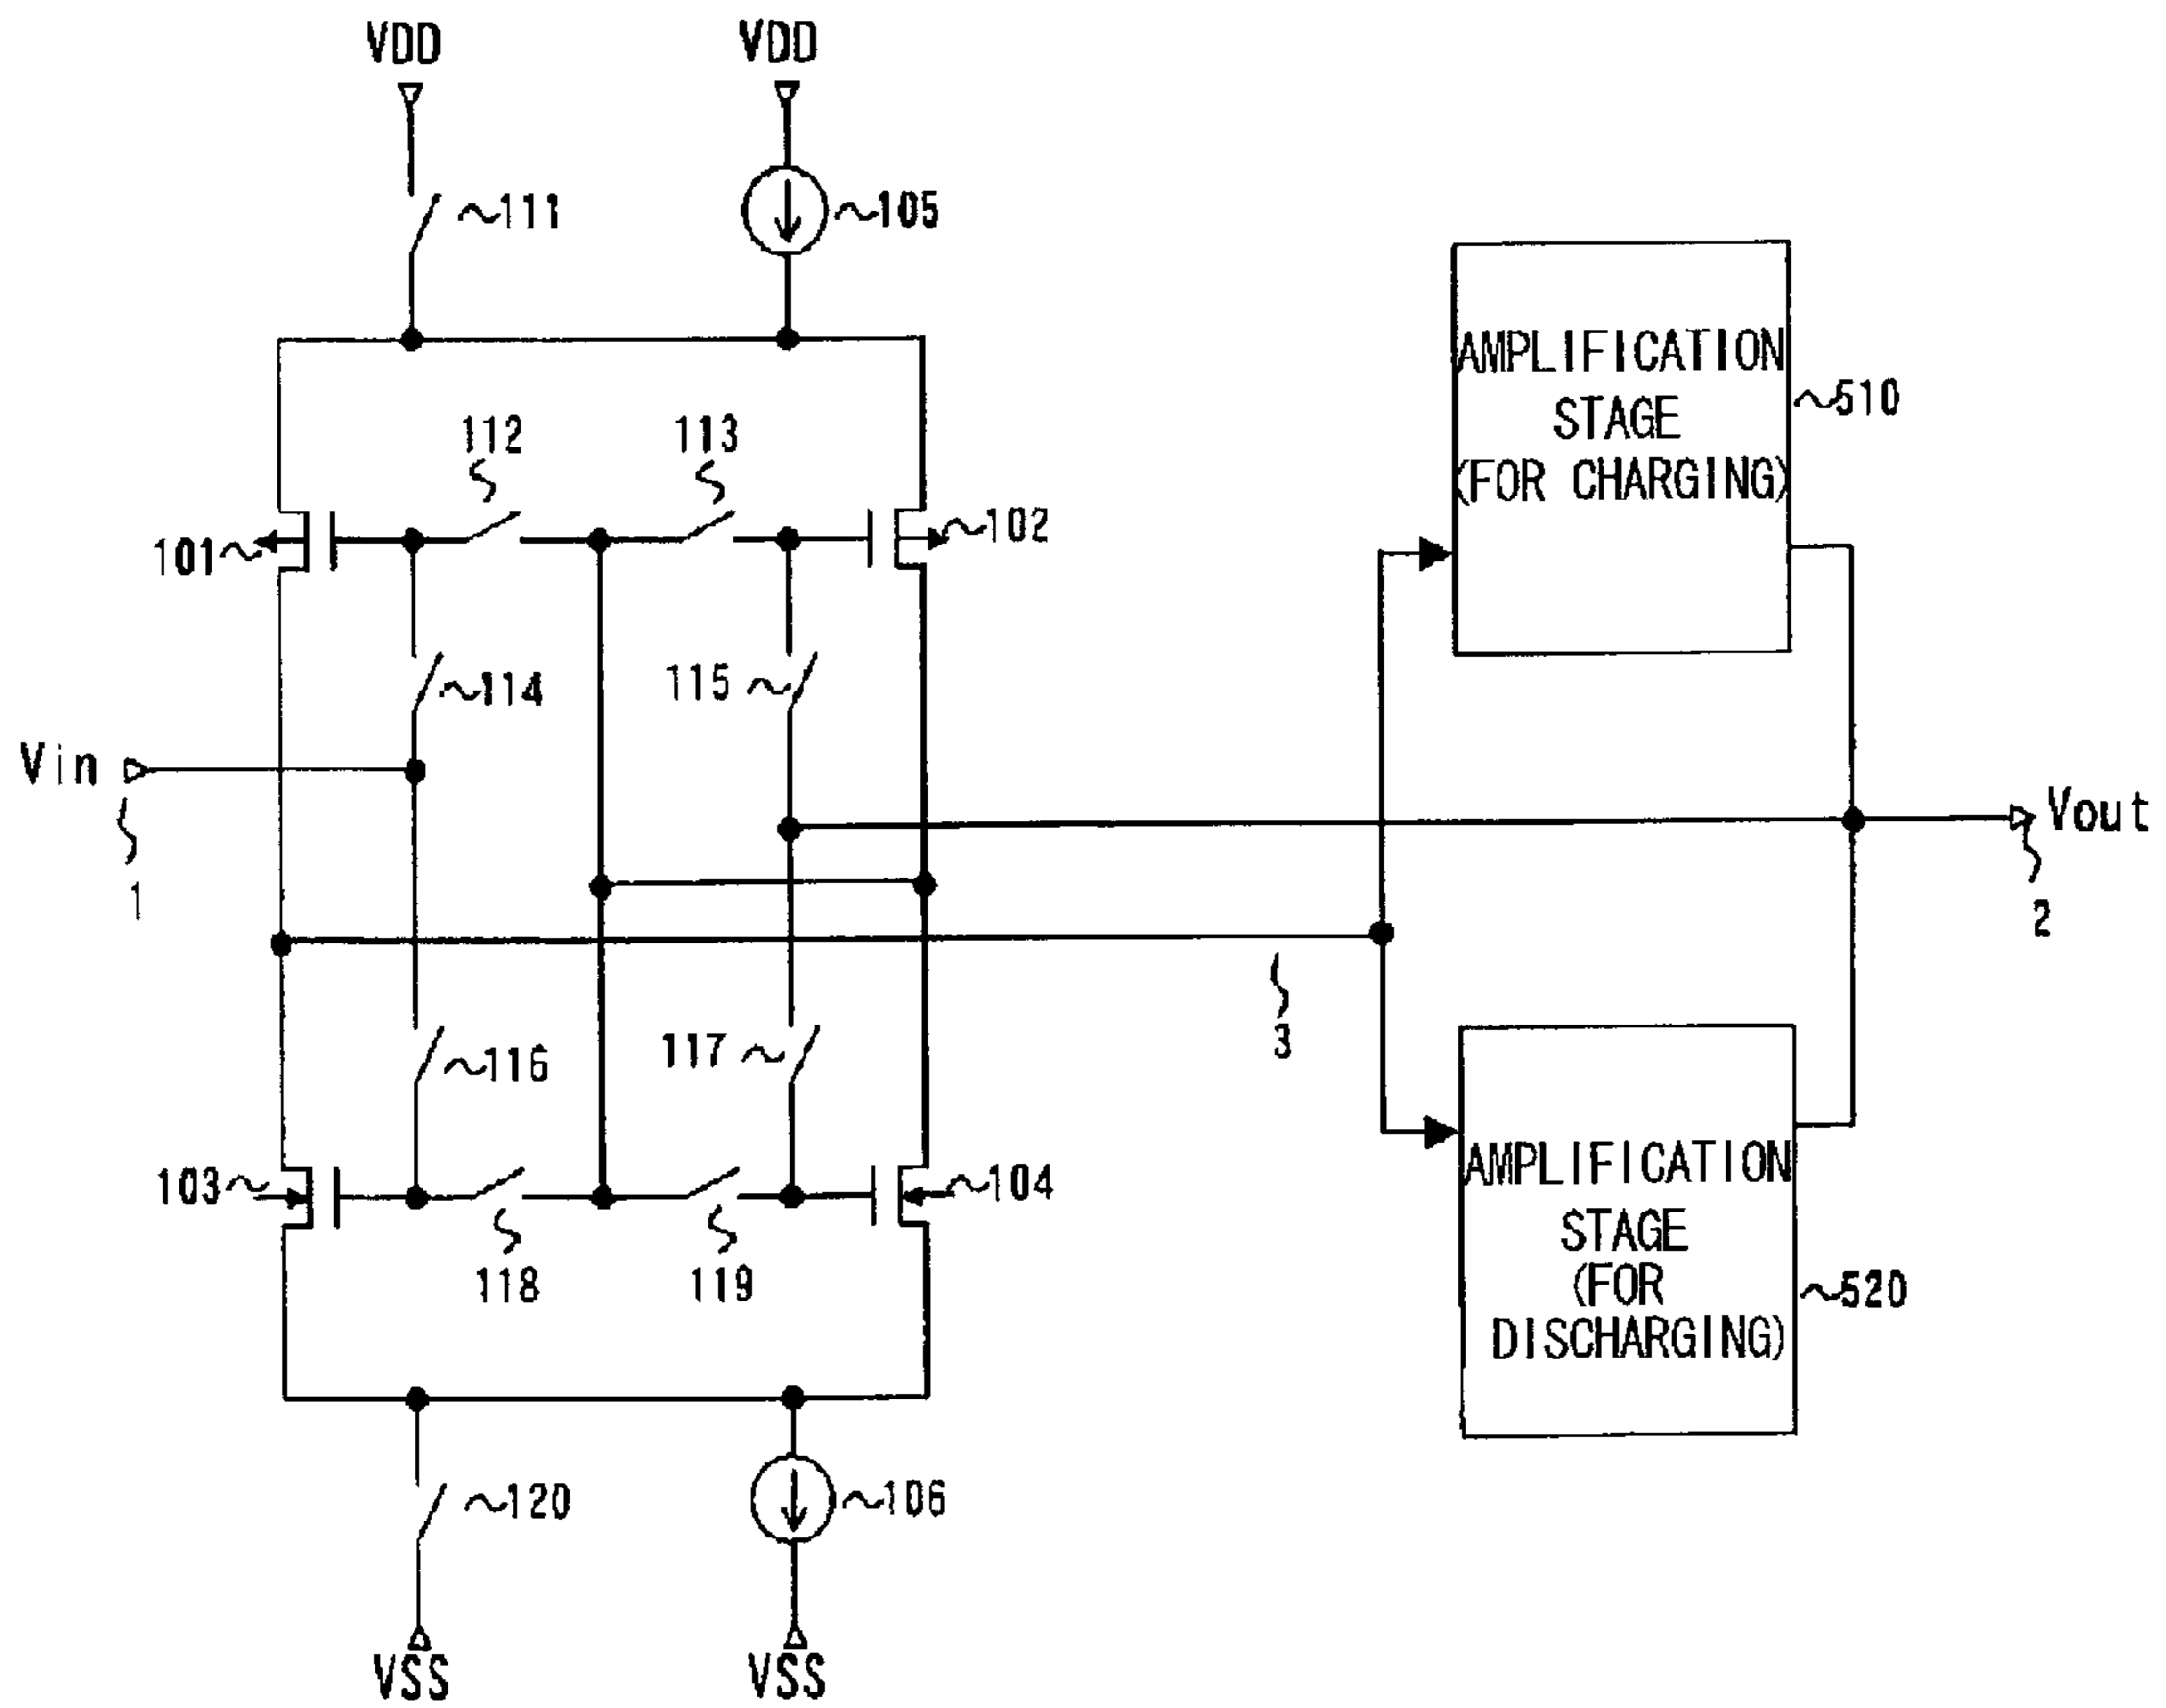 VDD
VDD
111
105
AMPLIFICATION
STAGE
(FOR CHARGING)
510
112
113
101
102
114
115
Vin
1
Vout
2
3
116
117
103
104
118
119
AMPLIFICATION
STAGE
(FOR
DISCHARGING)
520
120
106
VSS
VSS